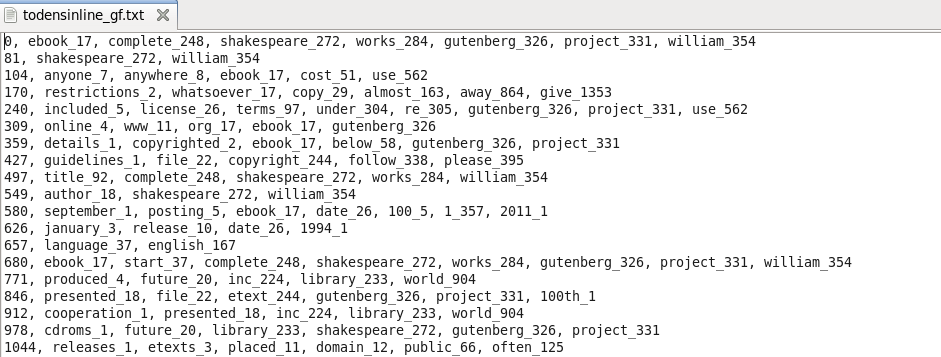 todensinline_gf.txt
0, ebook_17, complete_248, shakespeare_272, works_284, gutenberg_326, project_331, william_354
81, shakespeare_272, william_354
104, anyone_7, anywhere_8, ebook_17, cost_51, use_562
170, restrictions_2, whatsoever_17, copy_29, almost_163, away_864, give_1353
240, included_5, license_26, terms_97, under_304, re_305, gutenberg_326, project_331, use_562
309, online_4, www_11, org_17, ebook_17, gutenberg_326
359, details_1, copyrighted_2, ebook_17, below_58, gutenberg_326, project_331
427, guidelines_1, file_22, copyright_244, follow_338, please_395
497, title_92, complete_248, shakespeare_272, works_284, william_354
549, author_18, shakespeare_272, william_354
580, september_1, posting_5, ebook_17, date_26, 100_5, 1_357, 2011_1
626, january_3, release_10, date_26, 1994_1
657, language_37, english_167
680, ebook_17, start_37, complete_248, shakespeare_272, works_284, gutenberg_326, project_331, william_354
771, produced_4, future_20, inc_224, library_233, world_904
846, presented_18, file_22, etext_244, gutenberg_326, project_331, 100th_1
912, cooperation_1, presented_18, inc_224, library_233, world_904
978, cdroms_1, future_20, library_233, shakespeare_272, gutenberg_326, project_331
1044, releases_1, etexts_3, placed_11, domain_12, public_66, often_125